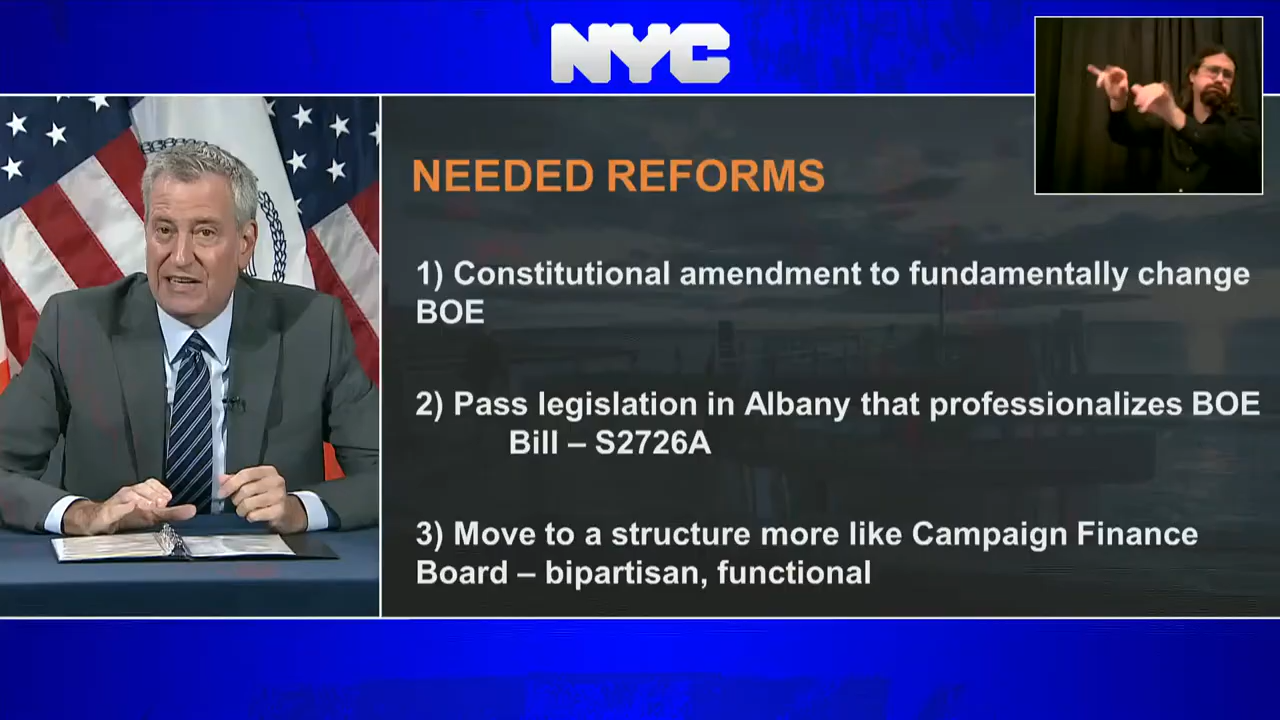 NYC
NEEDED REFORMS
1) Constitutional amendment to fundamentally change
BOE
2) Pass legislation in Albany that professionalizes BOE
Bill – S2726A
3) Move to a structure more like Campaign Finance
Board – bipartisan, functional